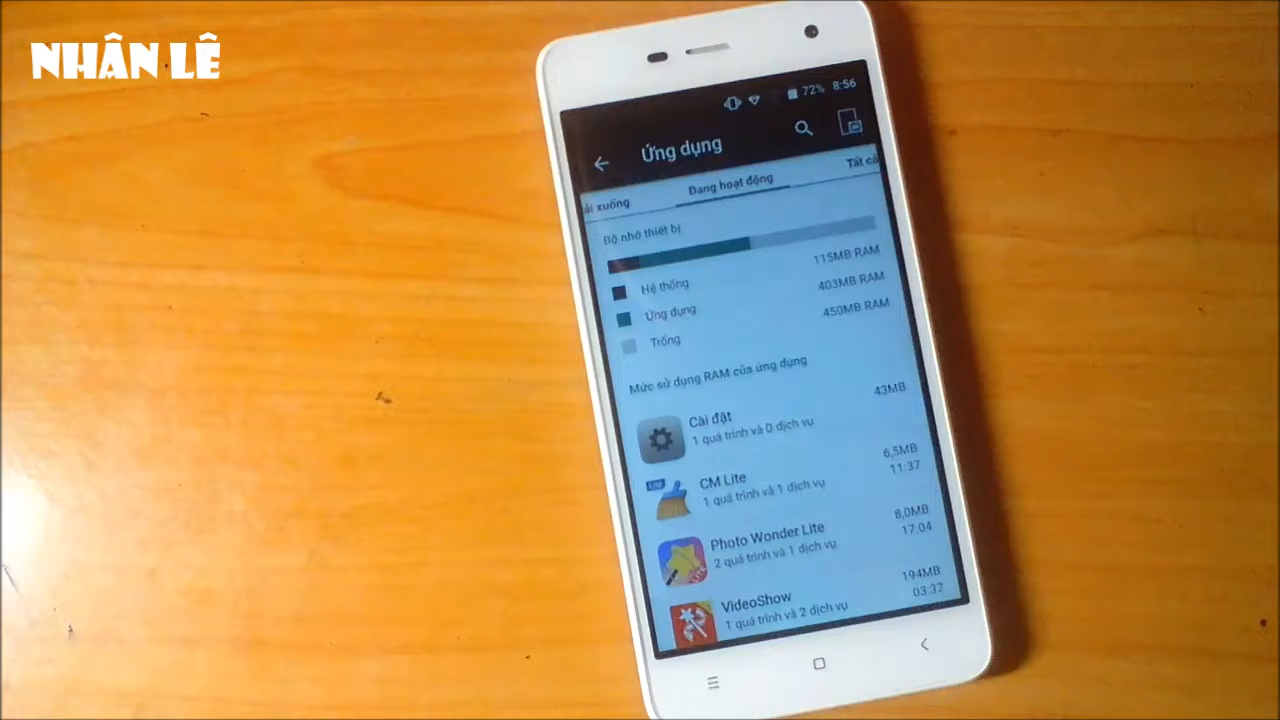 NHÂN LÊ
72% 8:56
Ứng dụng
ải xuống Đang hoạt động Tất cả
Bộ nhớ thiết bị
Hệ thống 115MB RAM
Ứng dụng 403MB RAM
Trống 450MB RAM
Mức sử dụng RAM của ứng dụng
Cài đặt 43MB
1 quá trình và 0 dịch vụ
CM Lite 6,5MB
1 quá trình và 1 dịch vụ 11:37
Photo Wonder Lite 8,0MB
2 quá trình và 1 dịch vụ 17:04
VideoShow 194MB
1 quá trình và 2 dịch vụ 03:37